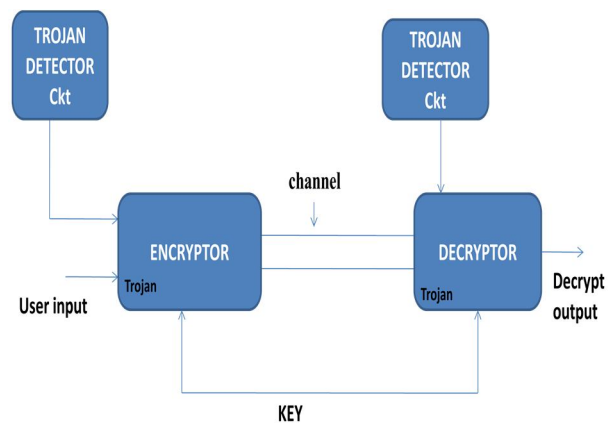 TROJAN
DETECTOR
Ckt
TROJAN
DETECTOR
Ckt
channel
ENCRYPTOR
Trojan
DECRYPTOR
Trojan
User input
Decrypt
output
KEY